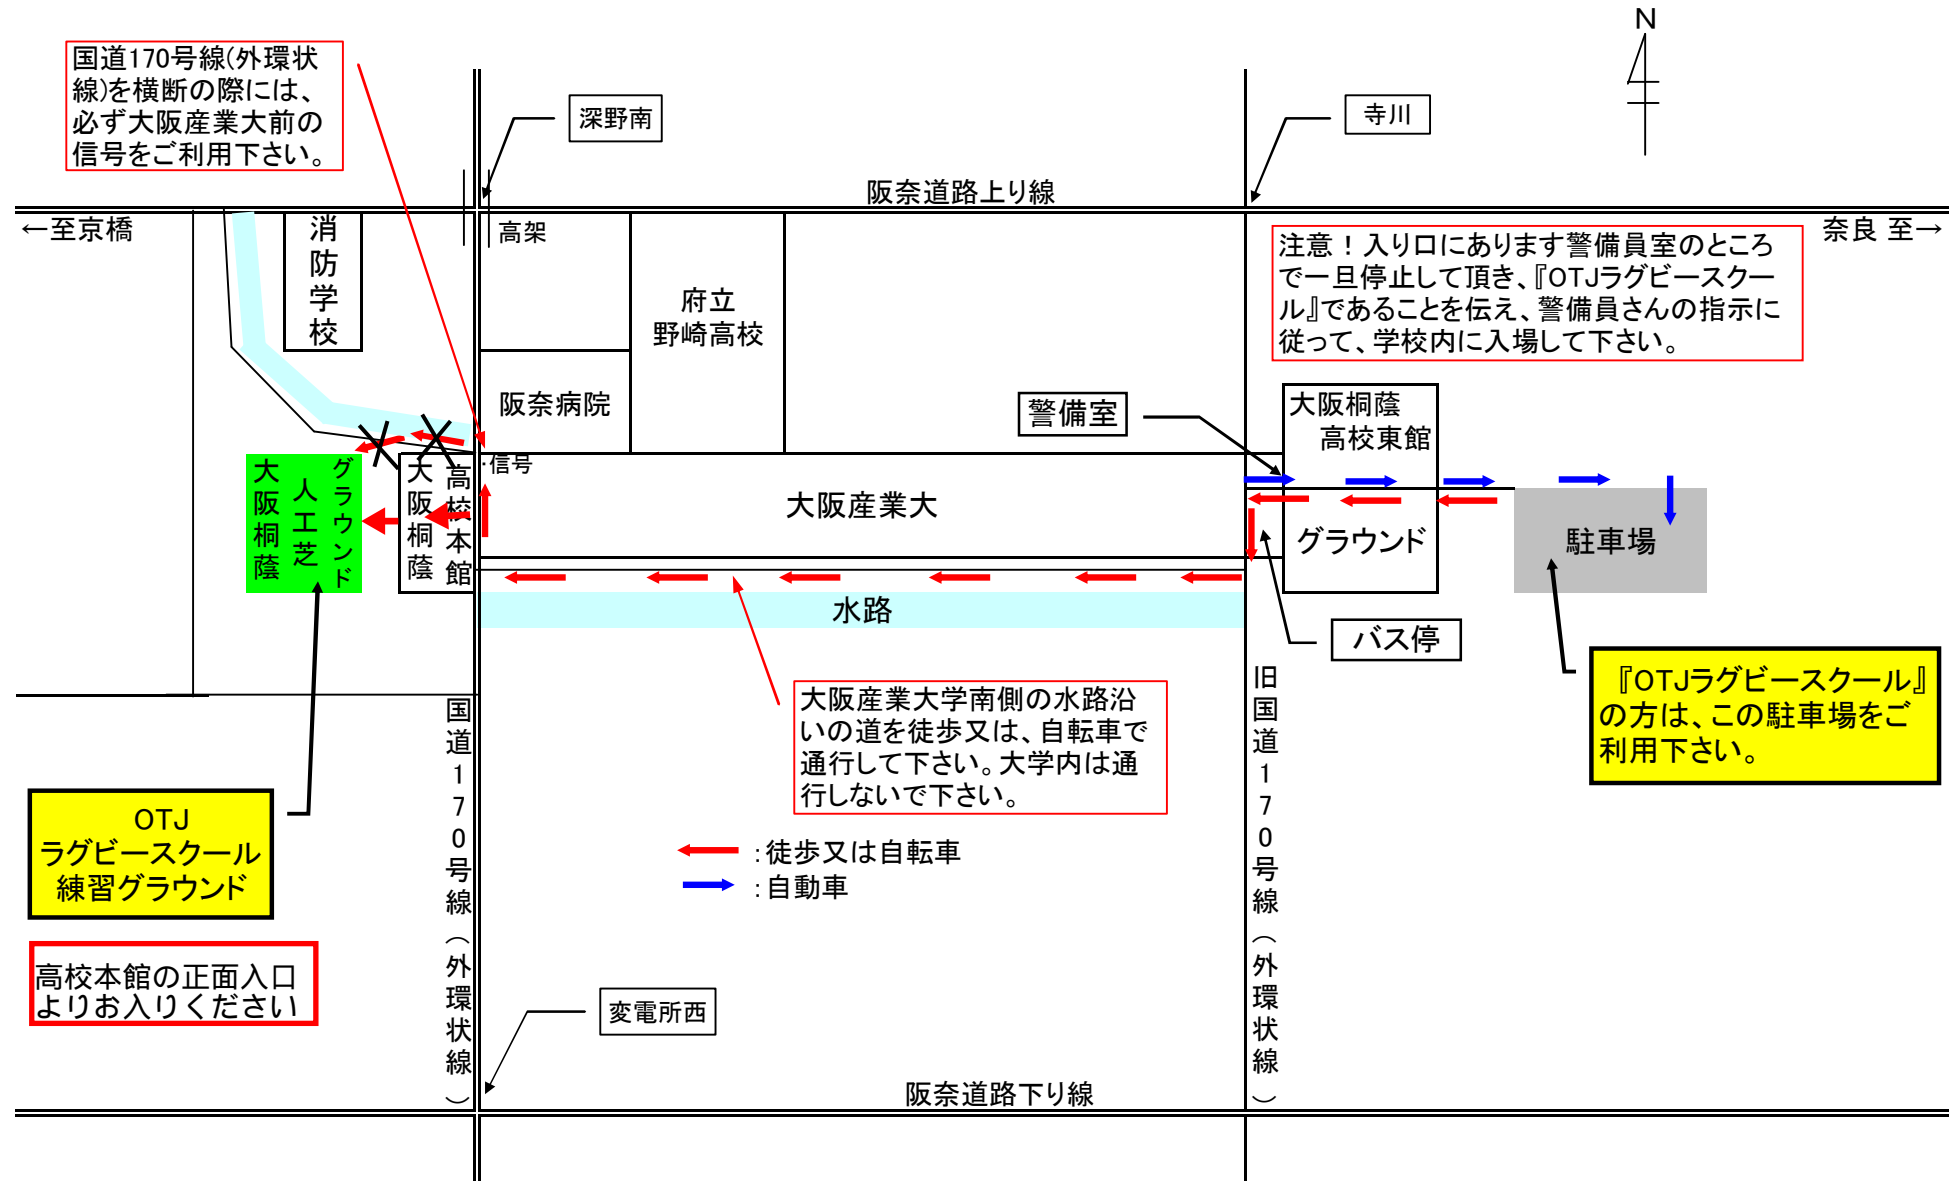 N
国道170号線(外環状
線)を横断の際には、
必ず大阪産業大前の
信号をご利用下さい。
深野南
寺川
阪奈道路上り線
←至京橋
消防学校
高架
府立
野崎高校
奈良 至→
注意！入り口にあります警備員室のところ
で一旦停止して頂き、『OTJラグビースクー
ル』であることを伝え、警備員さんの指示に
従って、学校内に入場して下さい。
阪奈病院
警備室
大阪桐蔭
高校東館
・信号
大阪桐蔭
人工芝
グラウンド
大阪桐蔭
高校本館
大阪産業大
グラウンド
駐車場
水路
バス停
大阪産業大学南側の水路沿
いの道を徒歩又は、自転車で
通行して下さい。大学内は通
行しないで下さい。
『OTJラグビースクール』
の方は、この駐車場をご
利用下さい。
国道170号線（外環状線）
旧国道170号線（外環状線）
OTJ
ラグビースクール
練習グラウンド
:徒歩又は自転車
:自動車
高校本館の正面入口
よりお入りください
変電所西
阪奈道路下り線